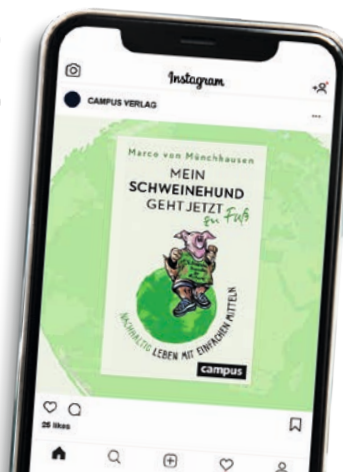 Instagram
CAMPUS VERLAG
Marco von Münchhausen
MEIN
SCHWEINEHUND
GEHT JETZT
zu Fuß
NACHHALTIG LEBEN MIT EINFACHEN MITTELN
campus
26 likes